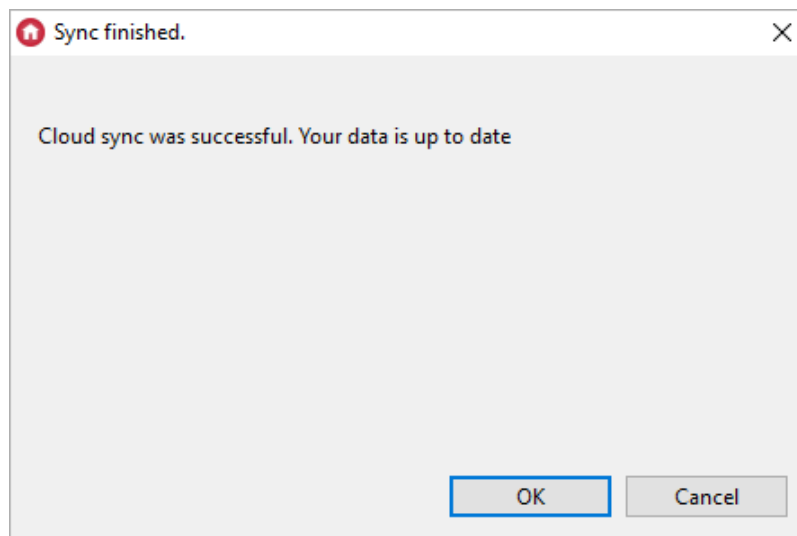 Sync finished.
Cloud sync was successful. Your data is up to date
OK
Cancel